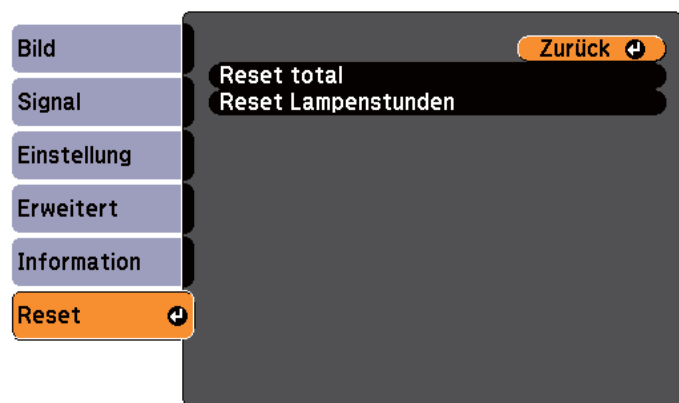 Bild
Signal
Einstellung
Erweitert
Information
Reset
Zurück
Reset total
Reset Lampenstunden